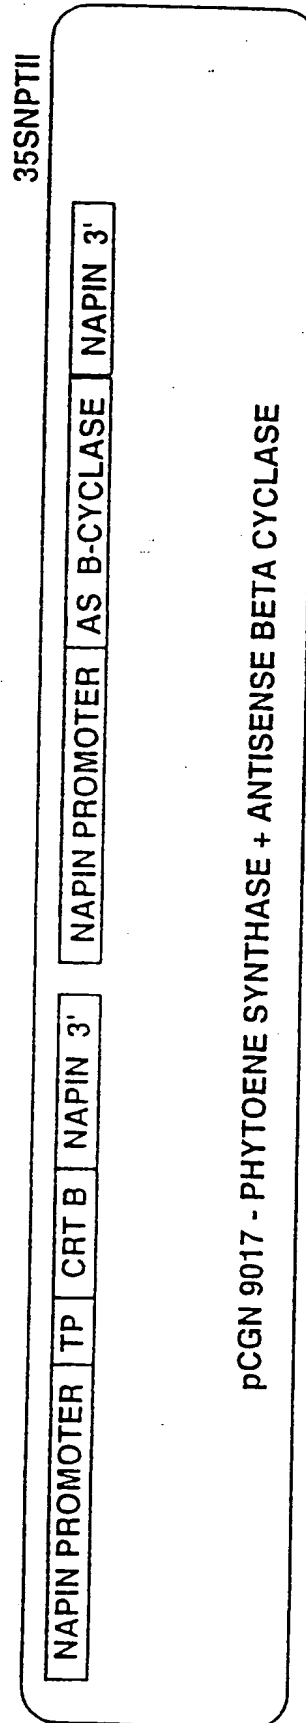 35SNPTII
NAPIN PROMOTER TP CRT B NAPIN 3' NAPIN PROMOTER AS B-CYCLASE NAPIN 3'
pCGN 9017 - PHYTOENE SYNTHASE + ANTISENSE BETA CYCLASE